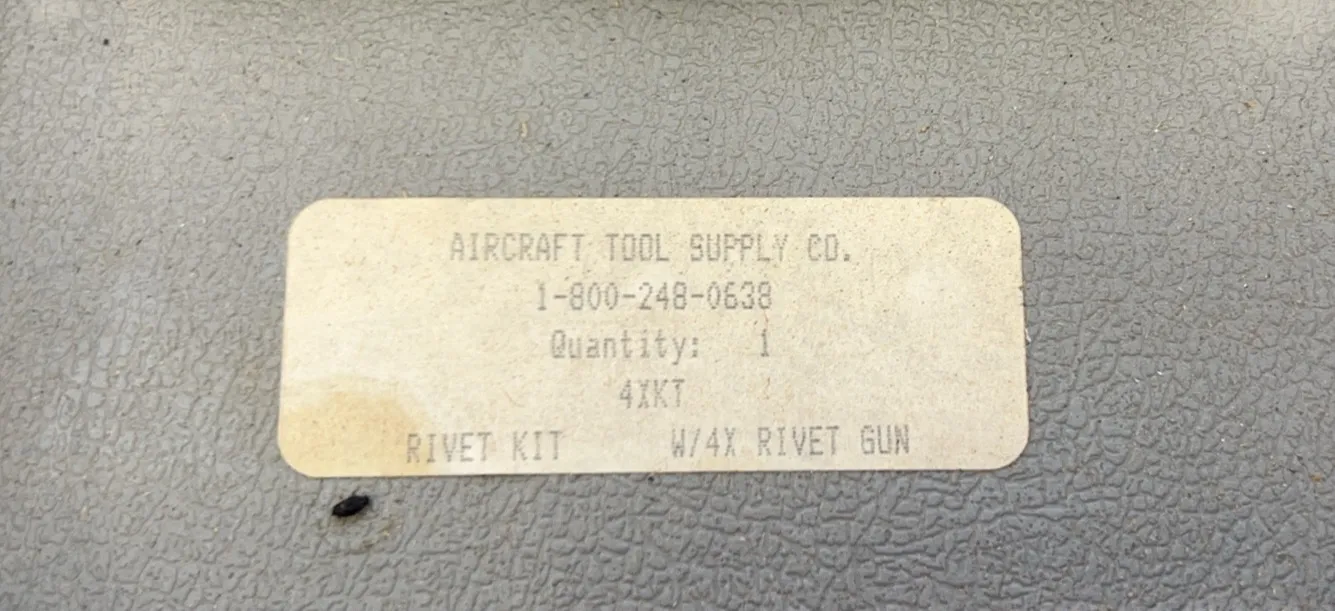 AIRCRAFT TOOL SUPPLY CO.
1-800-248-0638
Quantity: 1
4XKT
RIVET KIT W/4X RIVET GUN